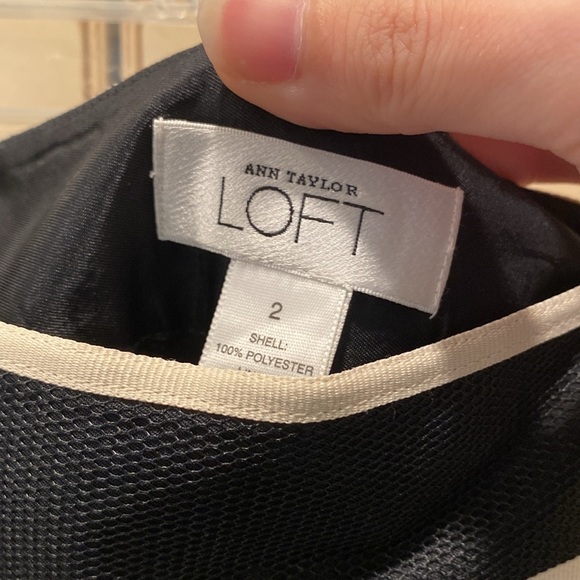 ANN TAYLOR
LOFT
2
SHELL:
100% POLYESTER